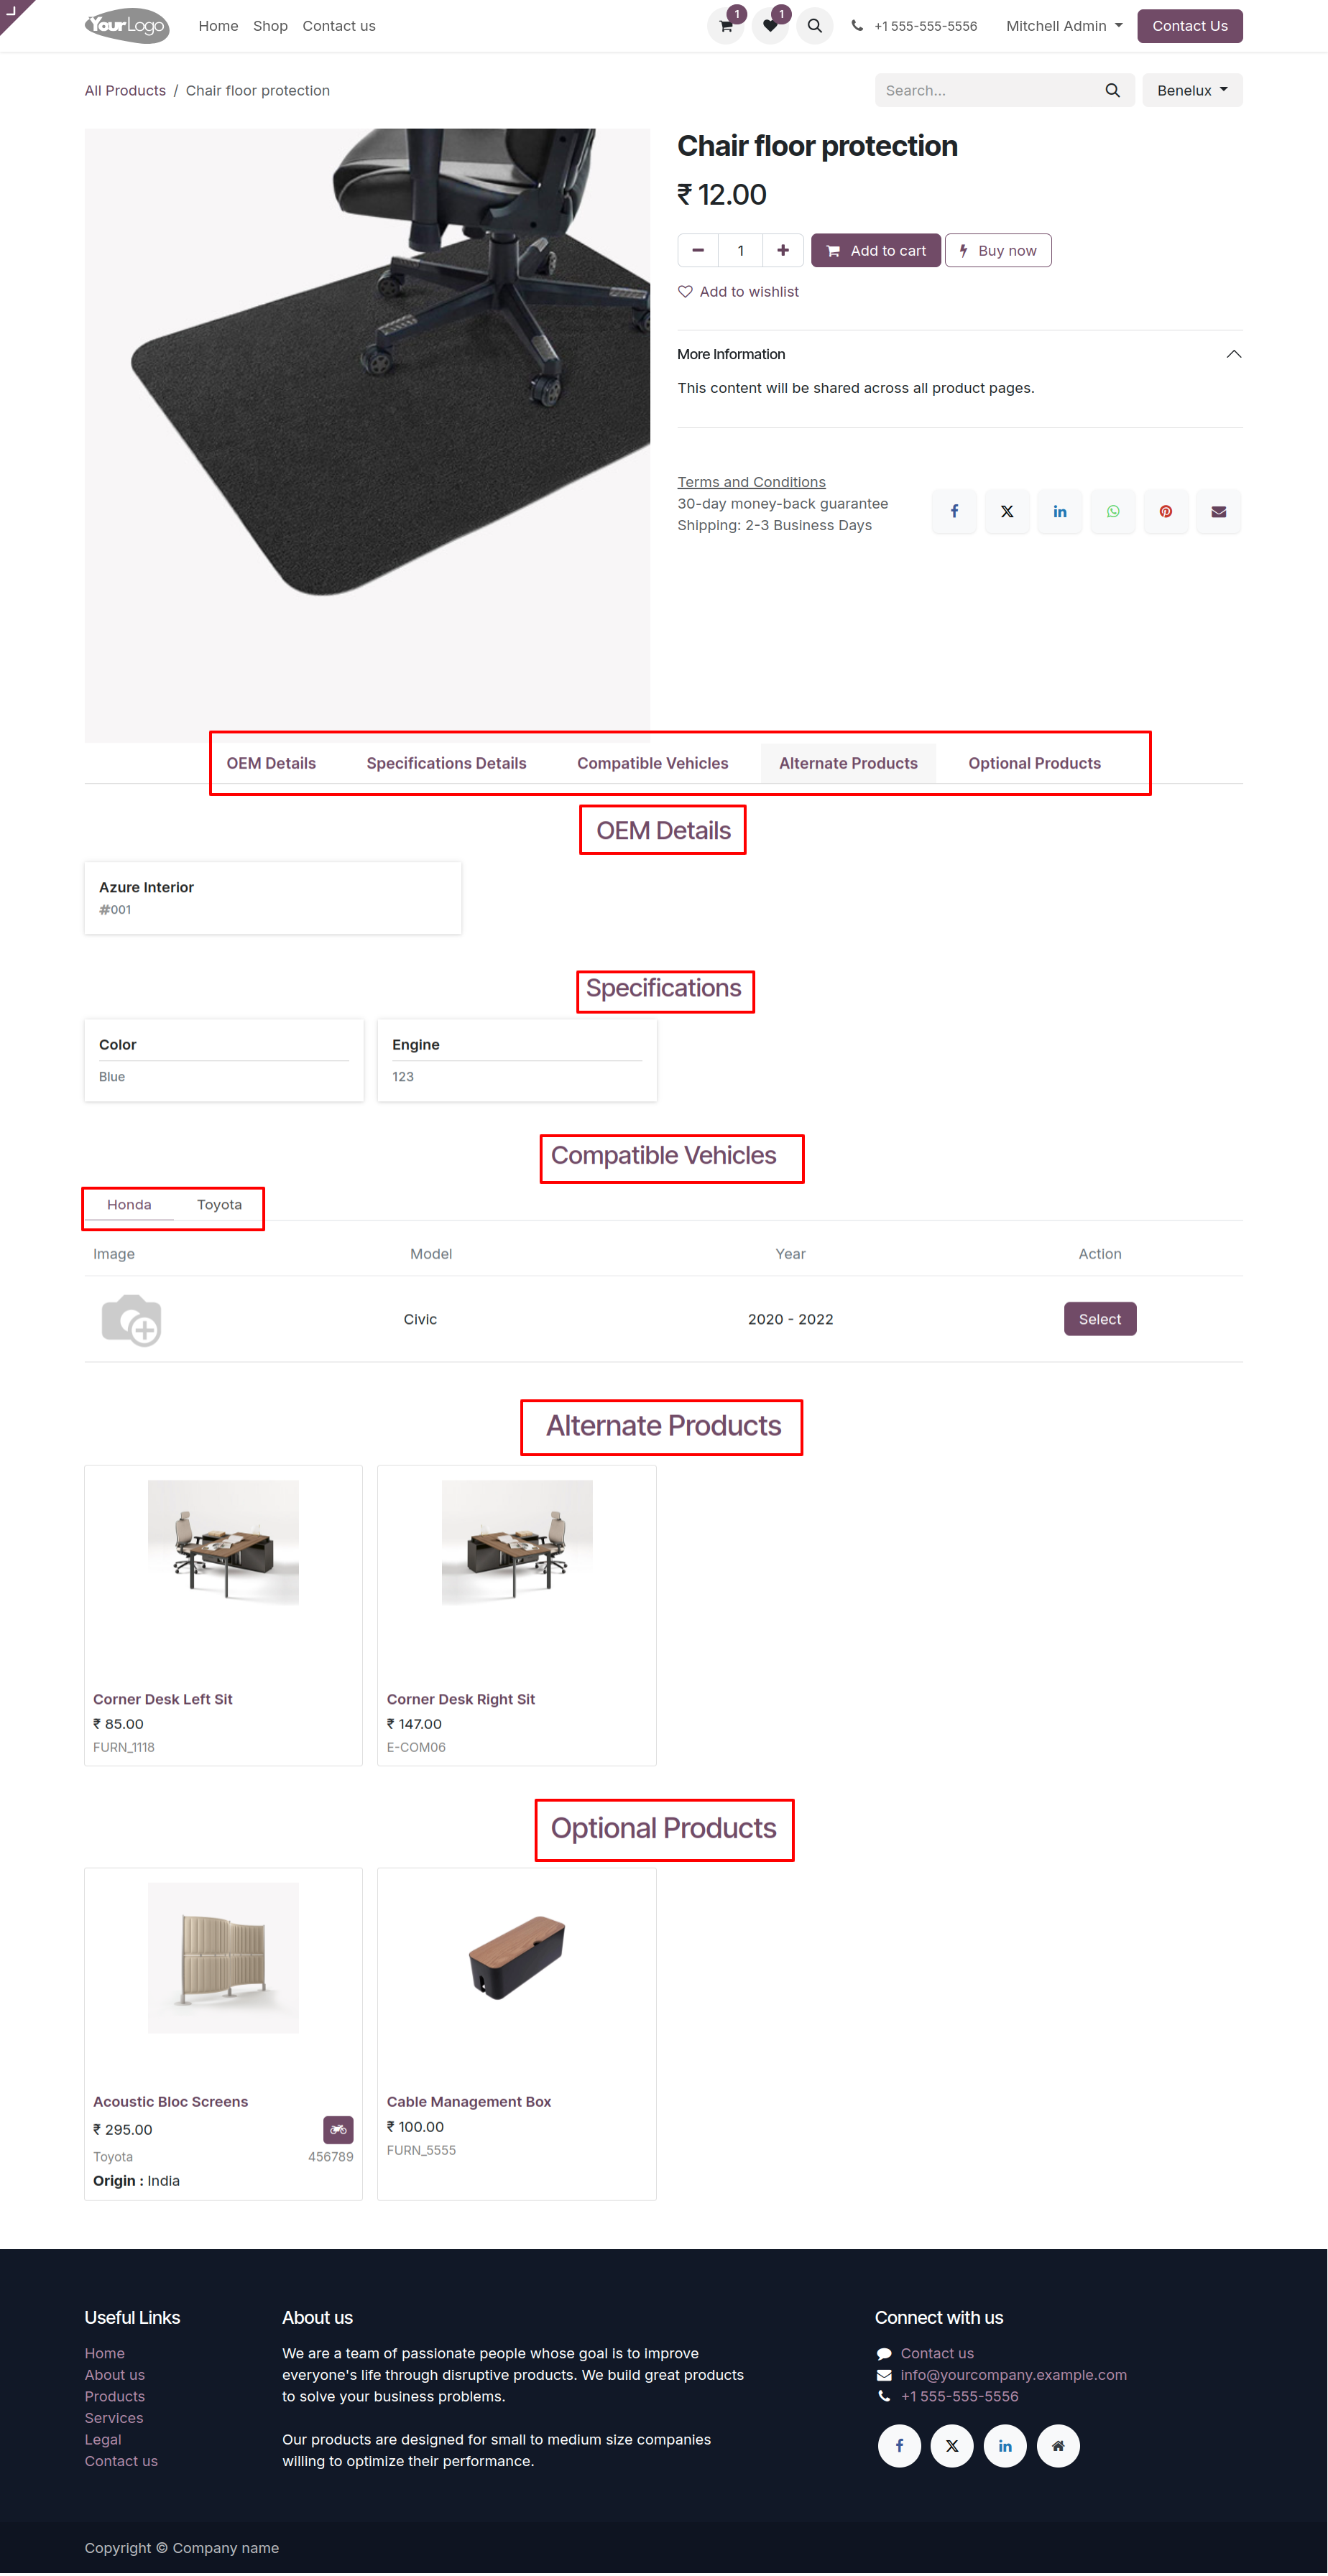 YourLogo Home Shop Contact us 1 1 +1 555-555-5556 Mitchell Admin Contact Us
All Products / Chair floor protection Search... Benelux
Chair floor protection
₹ 12.00
1 Add to cart Buy now
Add to wishlist
More Information
This content will be shared across all product pages.
Terms and Conditions
30-day money-back guarantee
Shipping: 2-3 Business Days
OEM Details Specifications Details Compatible Vehicles Alternate Products Optional Products
OEM Details
Azure Interior
#001
Specifications
Color Engine
Blue 123
Compatible Vehicles
Honda Toyota
Image Model Year Action
Civic 2020 - 2022 Select
Alternate Products
Corner Desk Left Sit Corner Desk Right Sit
₹ 85.00 ₹ 147.00
FURN_1118 E-COM06
Optional Products
Acoustic Bloc Screens Cable Management Box
₹ 295.00 ₹ 100.00
Toyota 456789 FURN_5555
Origin : India
Useful Links About us Connect with us
Home We are a team of passionate people whose goal is to improve Contact us
About us everyone's life through disruptive products. We build great products info@yourcompany.example.com
Products to solve your business problems. +1 555-555-5556
Services
Legal Our products are designed for small to medium size companies
Contact us willing to optimize their performance.
Copyright © Company name